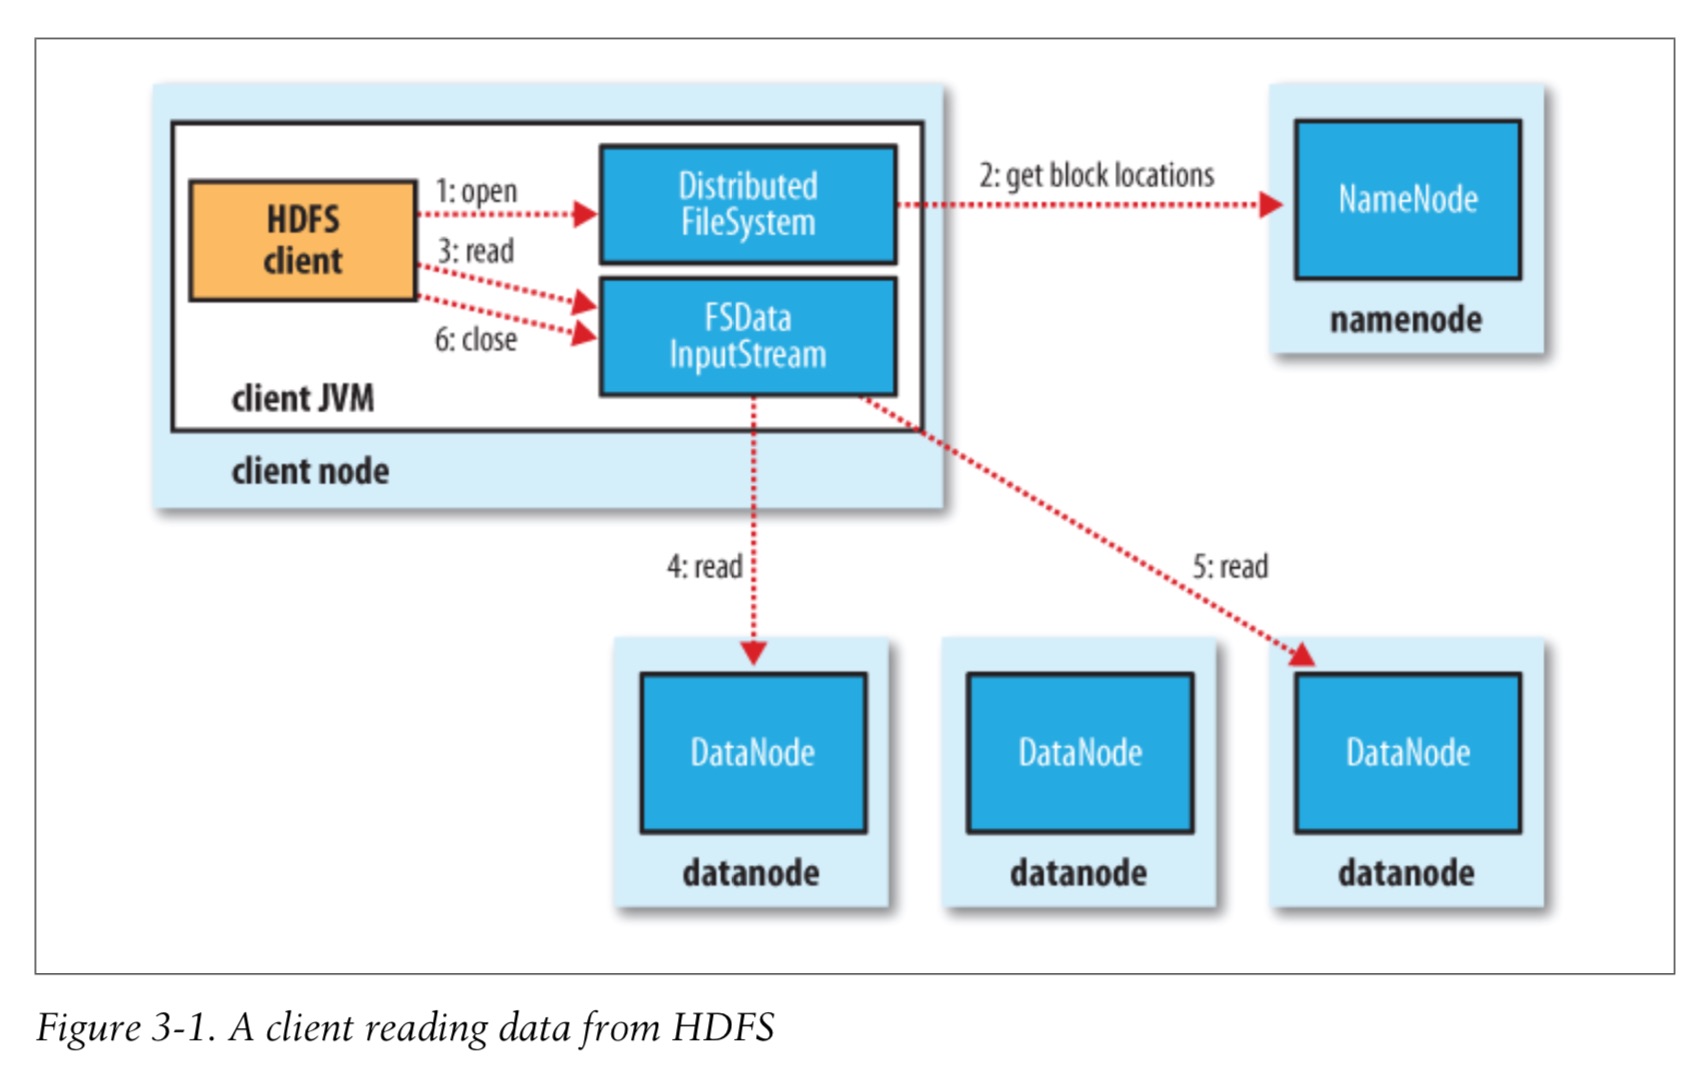 HDFS
client
1: open
3: read
6: close
Distributed
FileSystem
FSData
InputStream
client JVM
client node
2: get block locations
NameNode
namenode
4: read
5: read
DataNode
datanode
DataNode
datanode
DataNode
datanode
Figure 3-1. A client reading data from HDFS